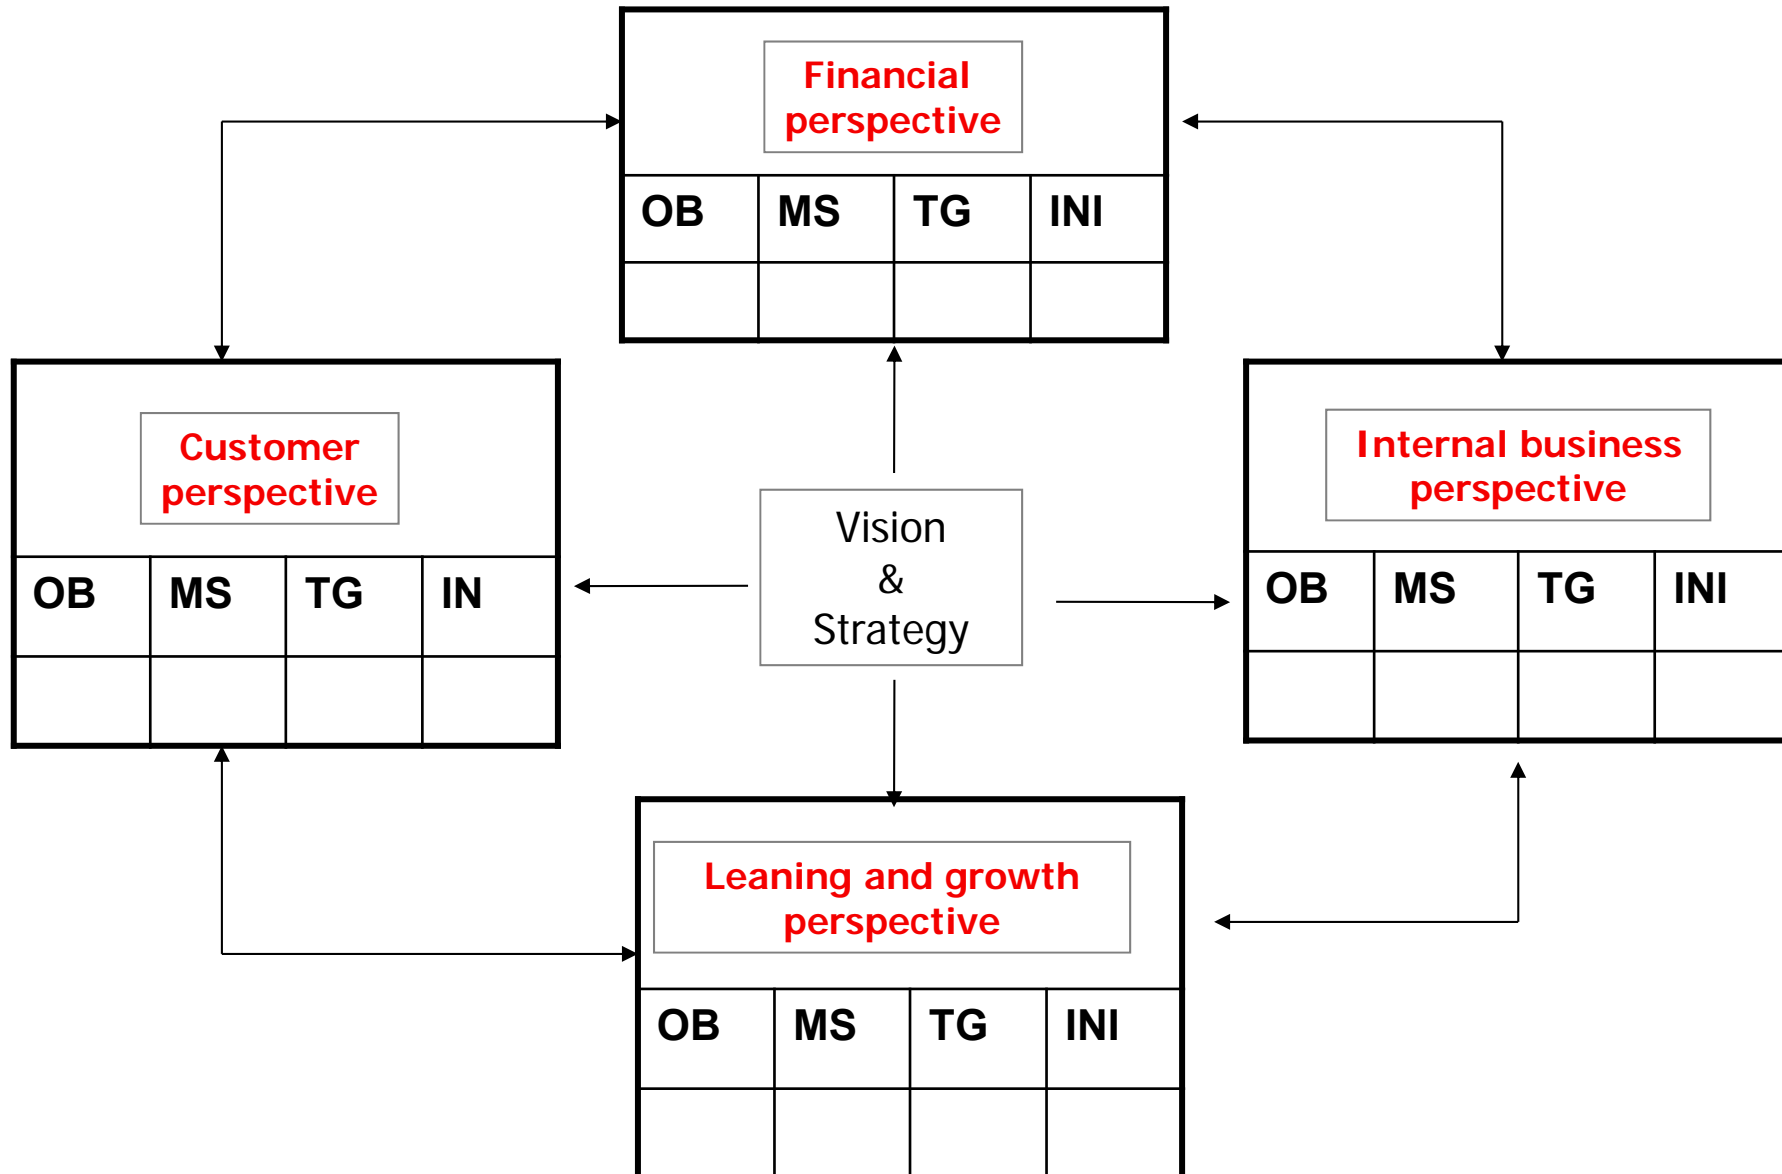 Financial
perspective
OB MS TG INI
Customer
perspective
OB MS TG IN
Vision
&
Strategy
Internal business
perspective
OB MS TG INI
Leaning and growth
perspective
OB MS TG INI